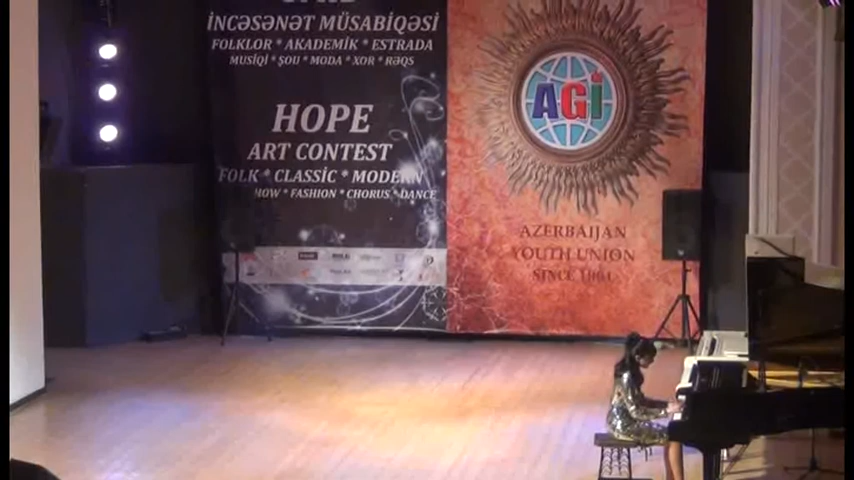 İNCƏSƏNƏT MÜSABİQƏSİ
FOLKLOR * AKADEMİK * ESTRADA
MUSİQİ * ŞOU * MODA * XOR * RƏQS
HOPE
ART CONTEST
FOLK * CLASSIC * MODERN
SHOW * FASHION * CHORUS * DANCE
AGİ
AZERBAIJAN
YOUTH UNION
SINCE